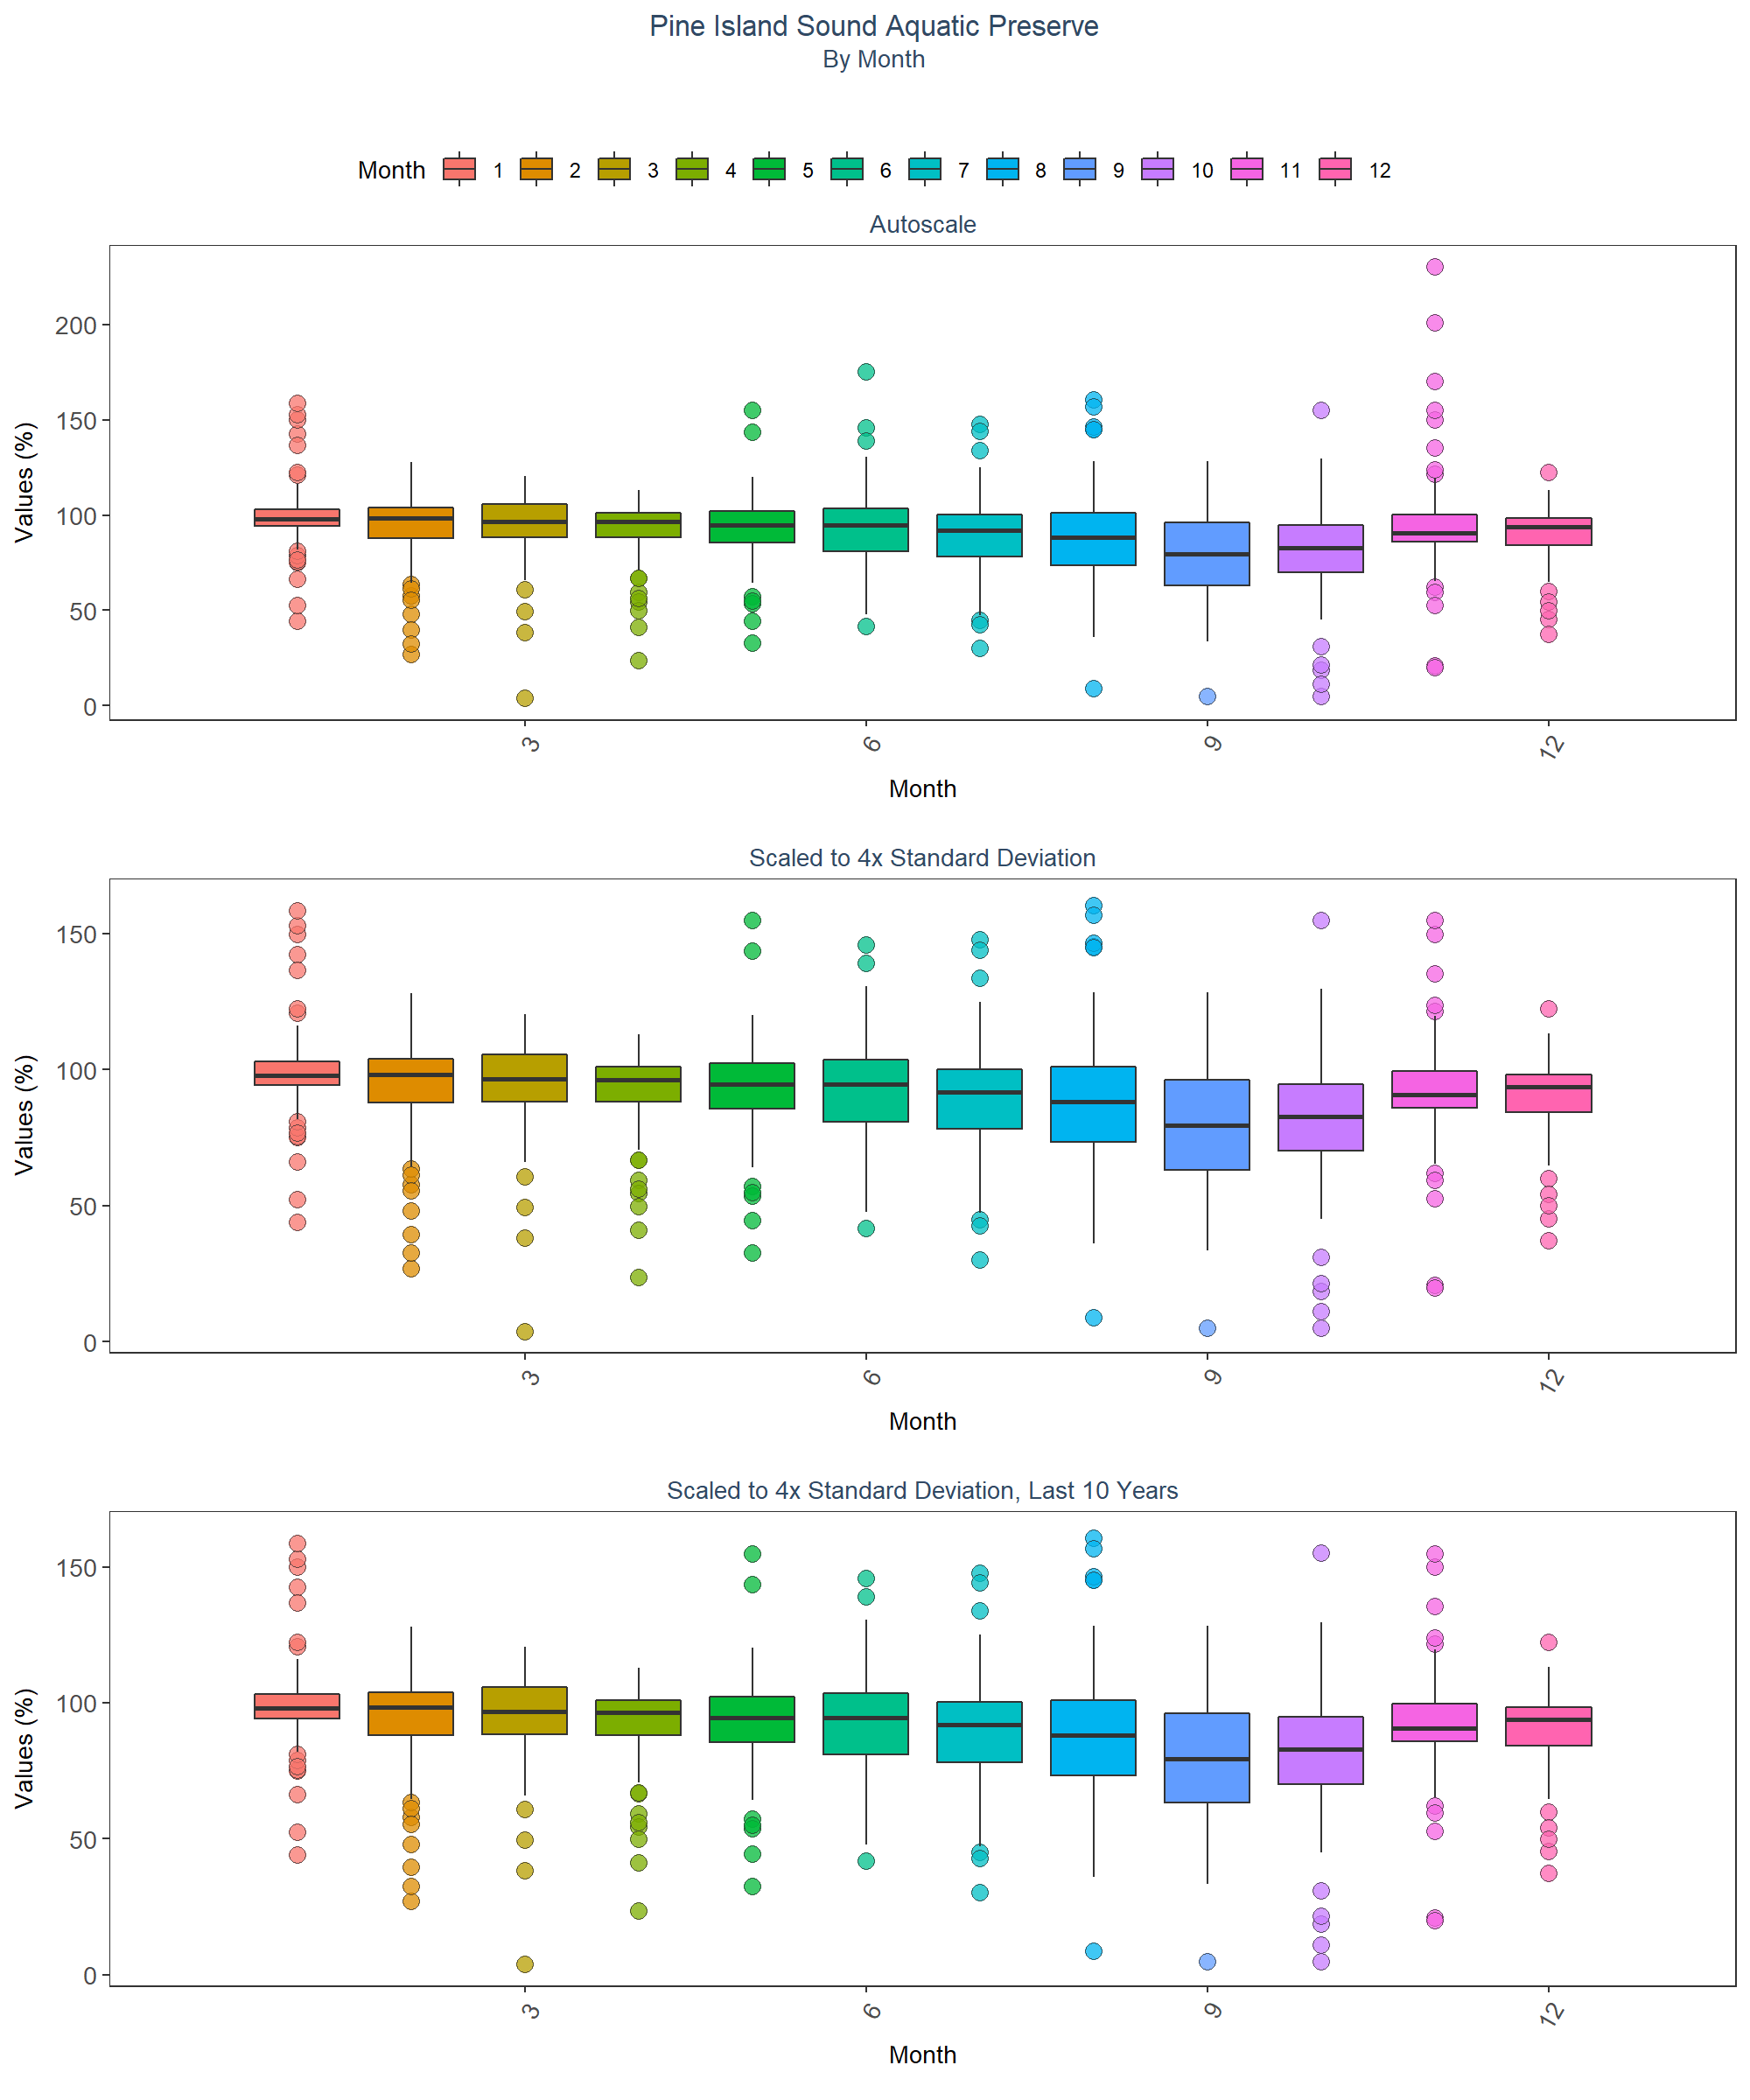 Pine Island Sound Aquatic Preserve
By Month
Month 1 2 3 4 5 6 7 8 9 10 11 12
Autoscale
Values (%)
200
150
100
50
0
3 6 9 12
Month
Scaled to 4x Standard Deviation
Values (%)
150
100
50
0
3 6 9 12
Month
Scaled to 4x Standard Deviation, Last 10 Years
Values (%)
150
100
50
0
3 6 9 12
Month